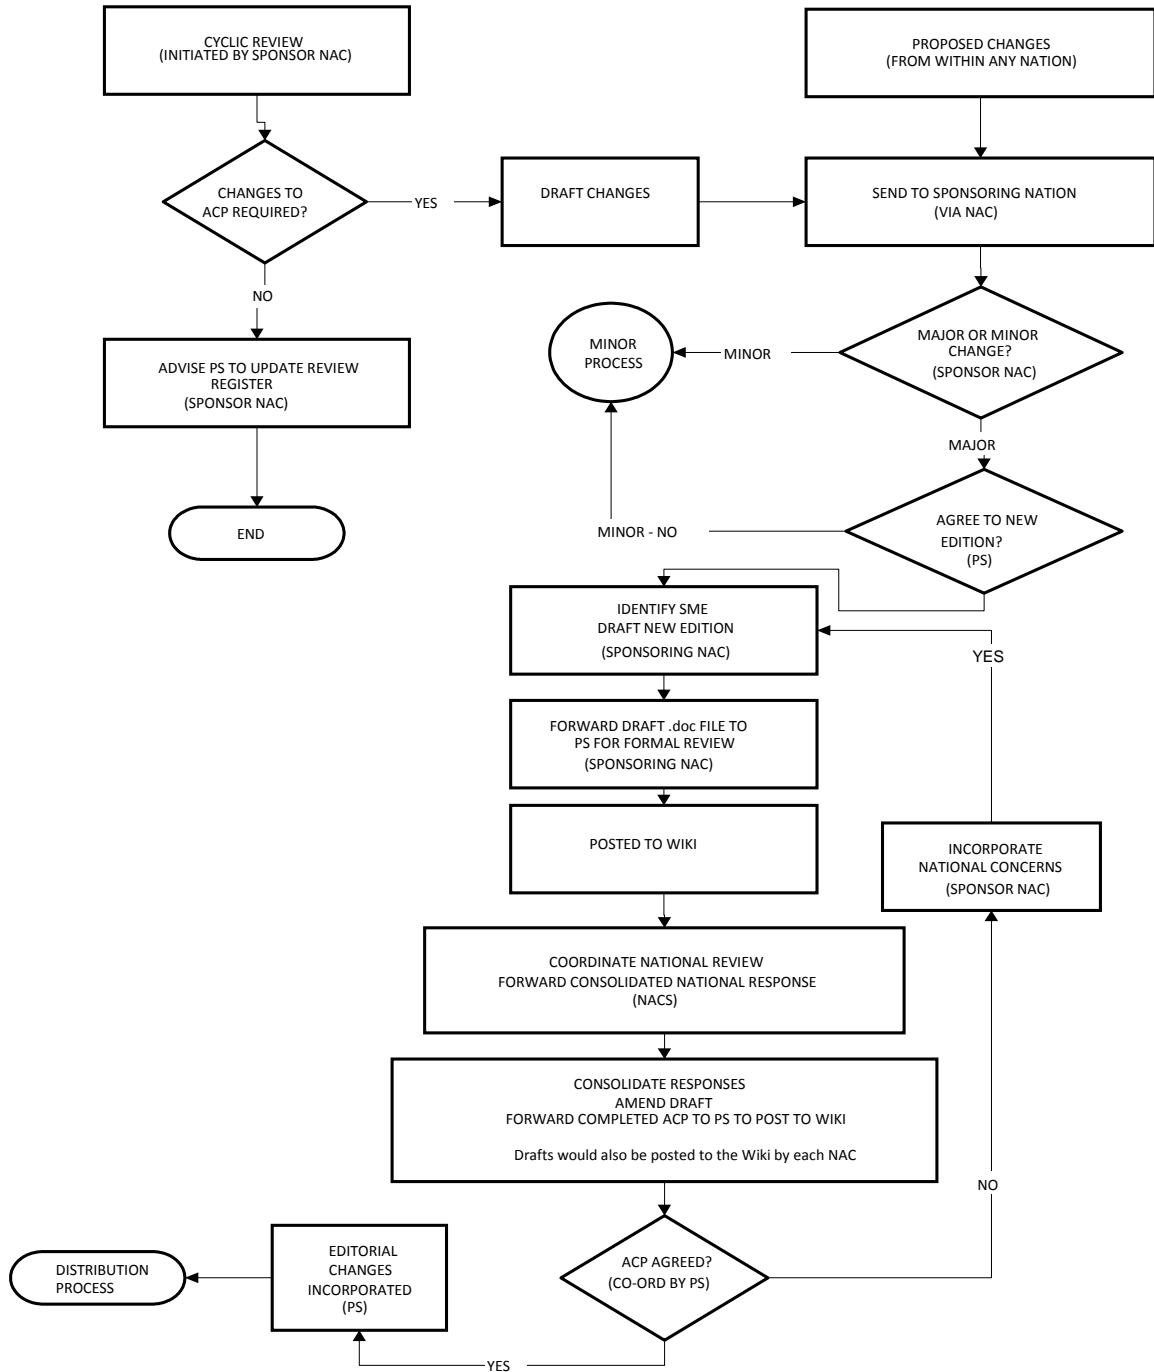 CYCLIC REVIEW
(INITIATED BY SPONSOR NAC)
PROPOSED CHANGES
(FROM WITHIN ANY NATION)
CHANGES TO
ACP REQUIRED?
YES
DRAFT CHANGES
SEND TO SPONSORING NATION
(VIA NAC)
NO
MINOR
PROCESS
MINOR
MAJOR OR MINOR
CHANGE?
(SPONSOR NAC)
ADVISE PS TO UPDATE REVIEW
REGISTER
(SPONSOR NAC)
MAJOR
END
MINOR - NO
AGREE TO NEW
EDITION?
(PS)
IDENTIFY SME
DRAFT NEW EDITION
(SPONSORING NAC)
YES
FORWARD DRAFT .doc FILE TO
PS FOR FORMAL REVIEW
(SPONSORING NAC)
POSTED TO WIKI
INCORPORATE
NATIONAL CONCERNS
(SPONSOR NAC)
COORDINATE NATIONAL REVIEW
FORWARD CONSOLIDATED NATIONAL RESPONSE
(NACS)
CONSOLIDATE RESPONSES
AMEND DRAFT
FORWARD COMPLETED ACP TO PS TO POST TO WIKI
Drafts would also be posted to the Wiki by each NAC
NO
DISTRIBUTION
PROCESS
EDITORIAL
CHANGES
INCORPORATED
(PS)
ACP AGREED?
(CO-ORD BY PS)
YES